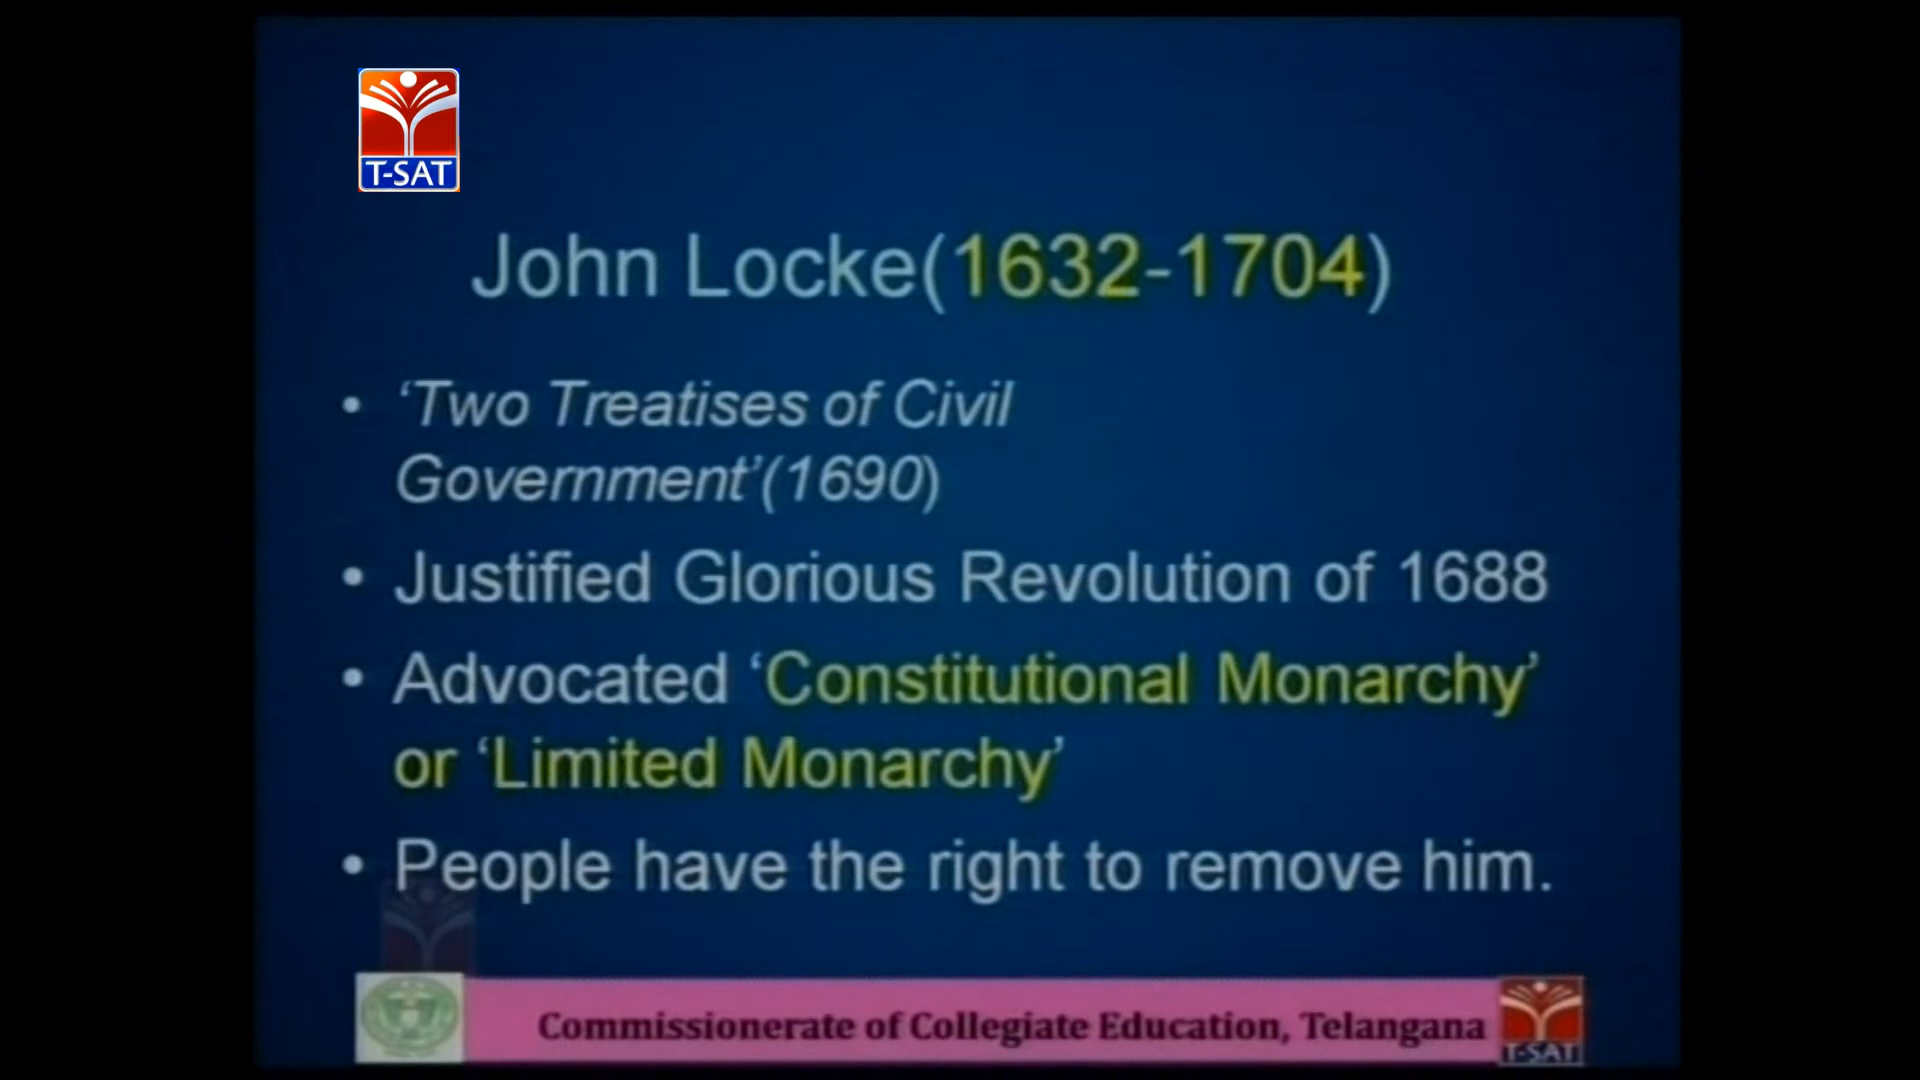 T-SAT
John Locke(1632-1704)
• ‘Two Treatises of Civil
Government’(1690)
• Justified Glorious Revolution of 1688
• Advocated ‘Constitutional Monarchy’
or ‘Limited Monarchy’
• People have the right to remove him.
Commissionerate of Collegiate Education, Telangana
T-SAT